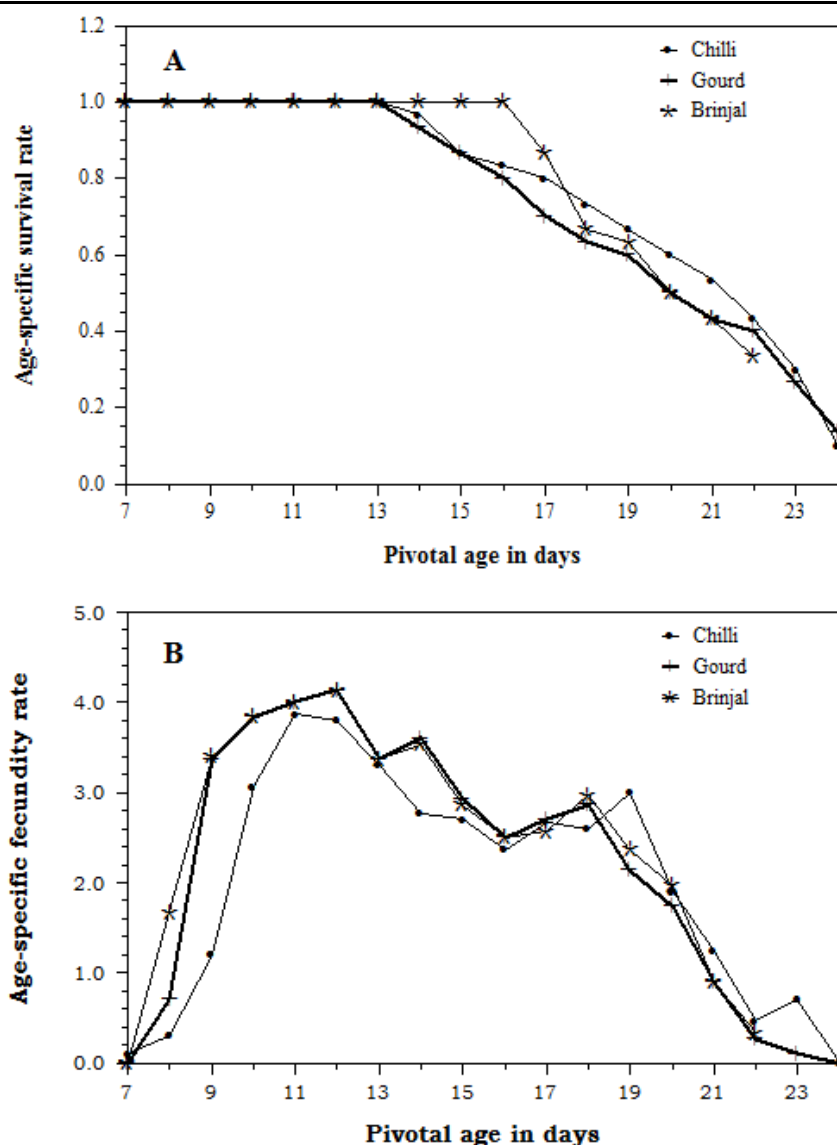 1.2
A
Chilli
Gourd
Brinjal
1.0
0.8
0.6
0.4
0.2
0.0
Age-specific survival rate
7 9 11 13 15 17 19 21 23
Pivotal age in days
5.0
B
Chilli
Gourd
Brinjal
4.0
3.0
2.0
1.0
0.0
Age-specific fecundity rate
7 9 11 13 15 17 19 21 23
Pivotal age in days